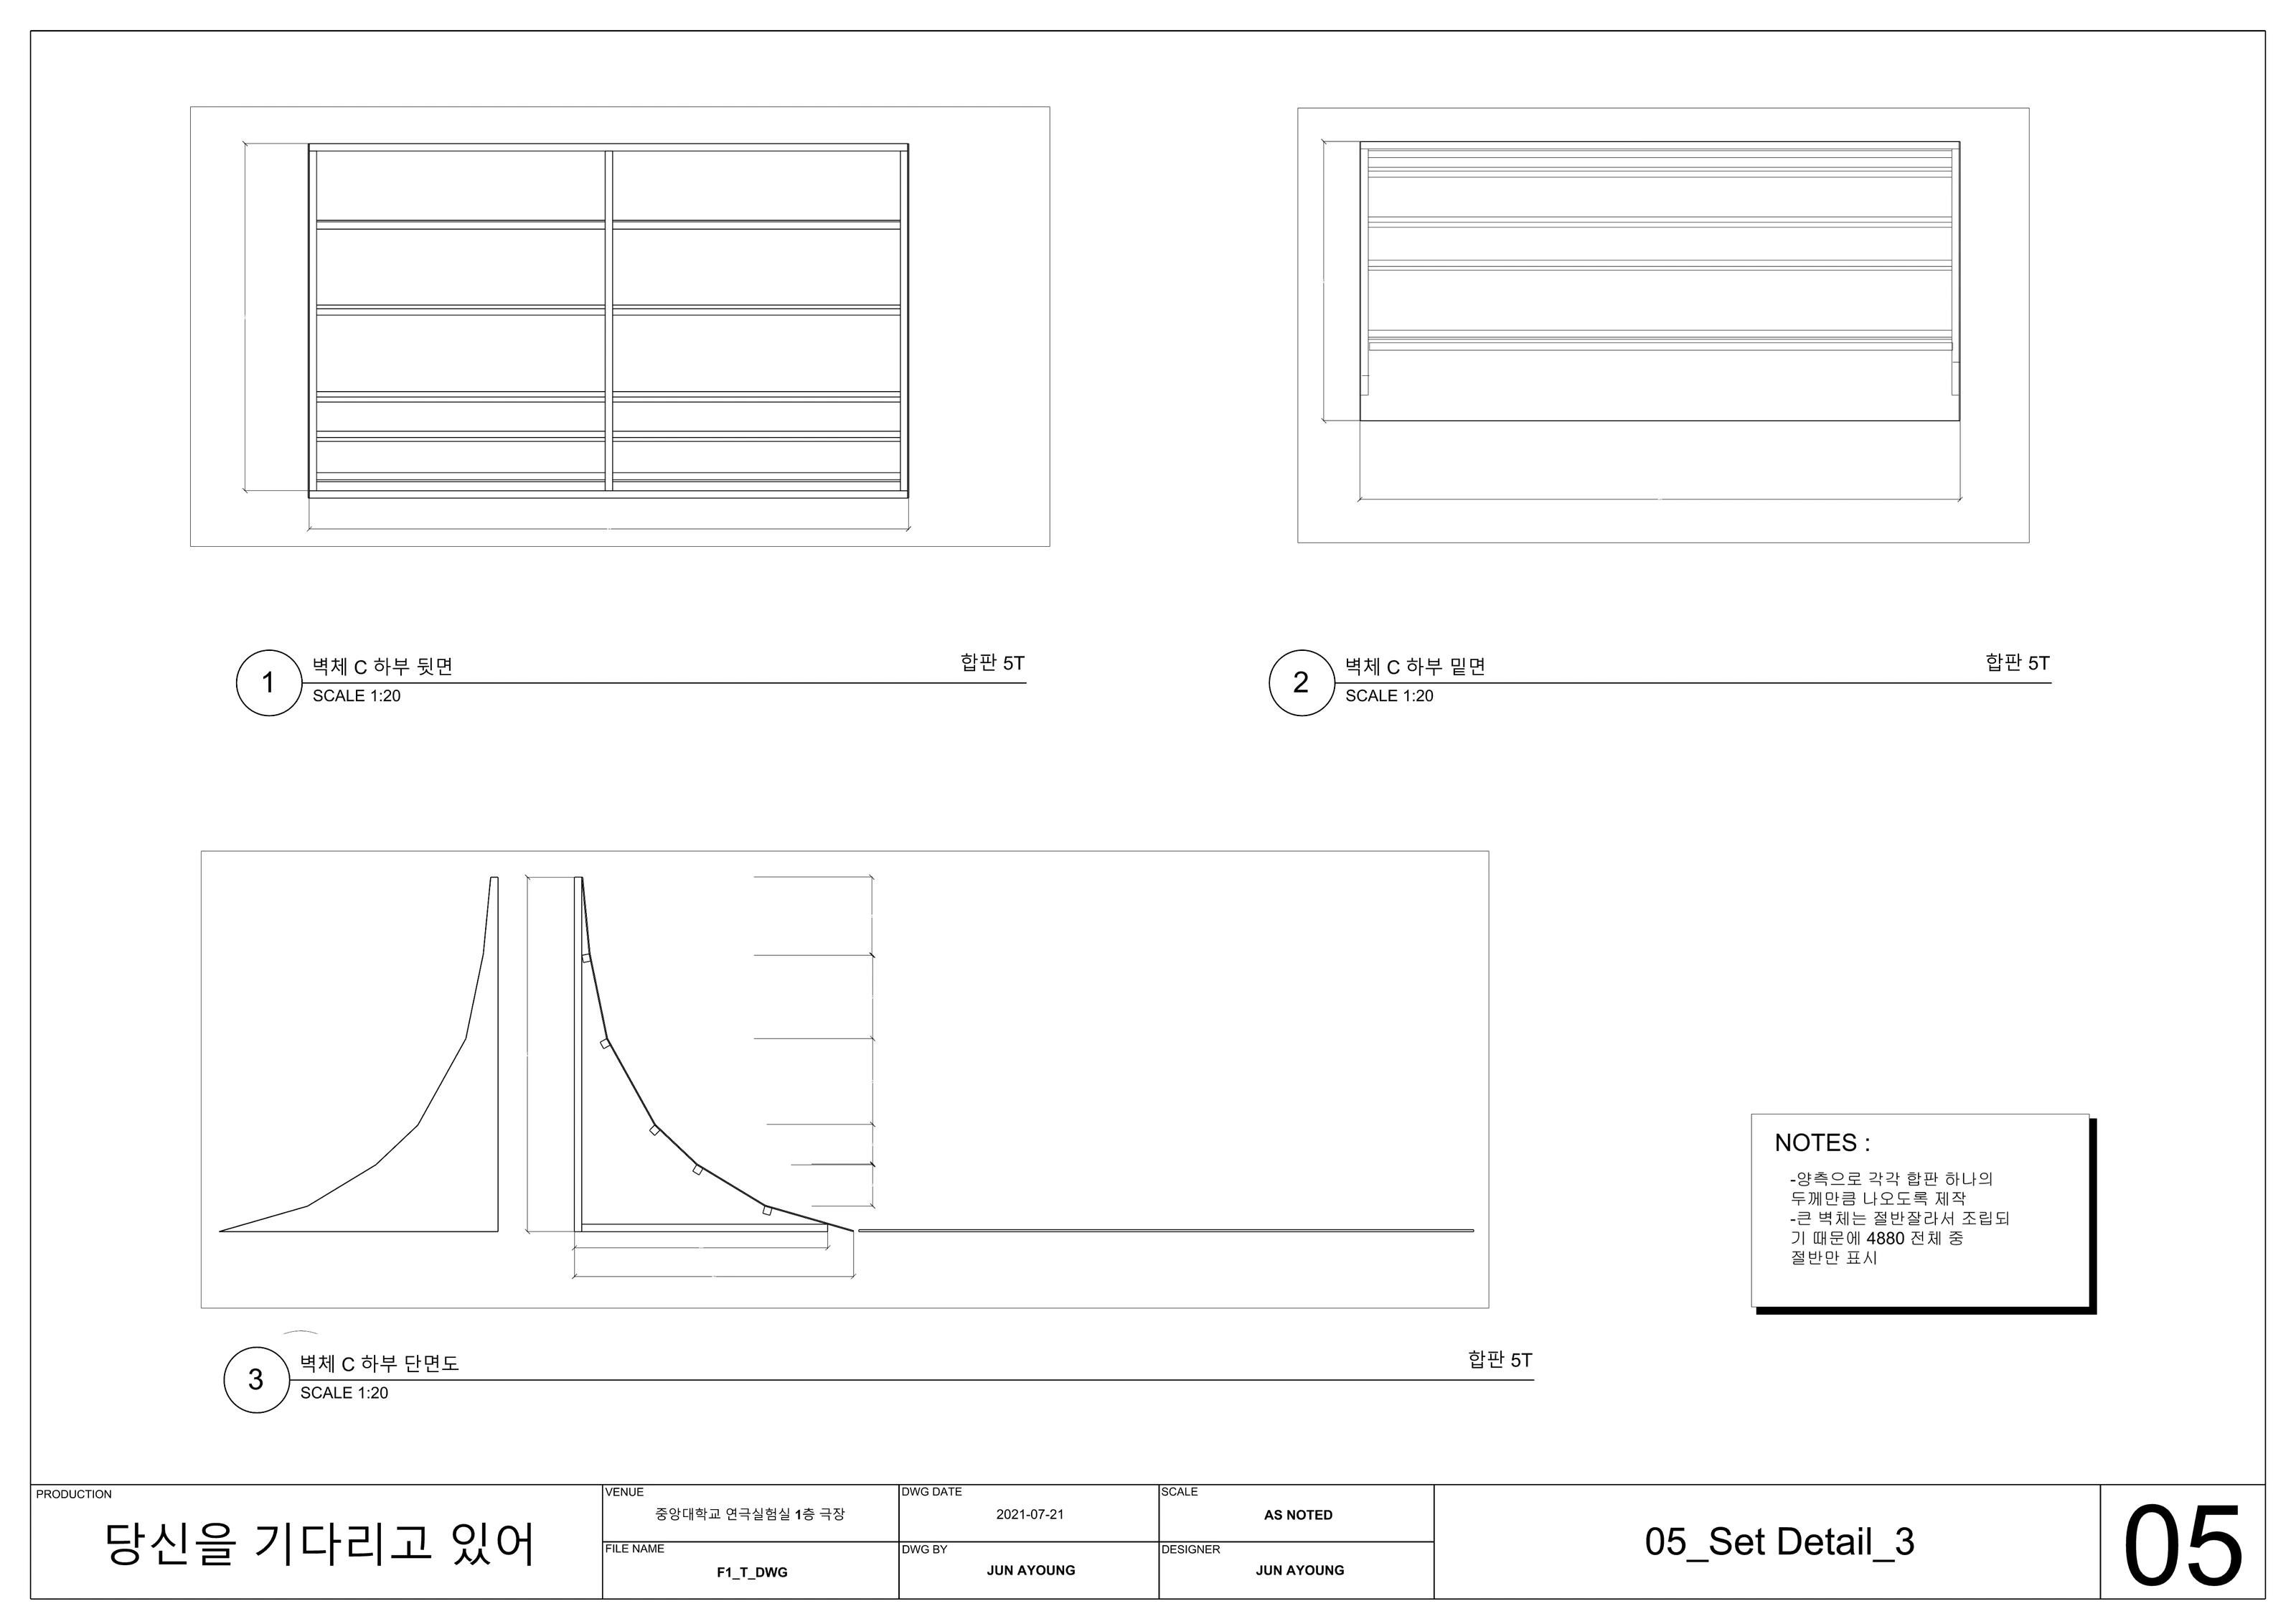 1
벽체 C 하부 뒷면
합판 5T
SCALE 1:20
2
벽체 C 하부 밑면
합판 5T
SCALE 1:20
NOTES :
-양측으로 각각 합판 하나의
두께만큼 나오도록 제작
-큰 벽체는 절반잘라서 조립되
기 때문에 4880 전체 중
절반만 표시
3
벽체 C 하부 단면도
합판 5T
SCALE 1:20
PRODUCTION
당신을 기다리고 있어
VENUE
중앙대학교 연극실험실 1층 극장
FILE NAME
F1_T_DWG
DWG DATE
2021-07-21
DWG BY
JUN AYOUNG
SCALE
AS NOTED
DESIGNER
JUN AYOUNG
05_Set Detail_3
05